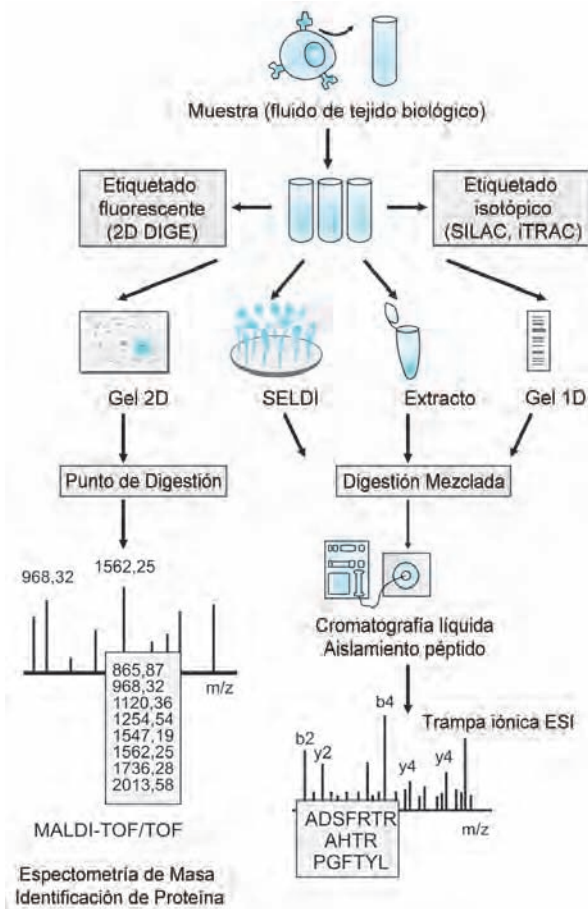 Muestra (fluido de tejido biológico)
Etiquetado
fluorescente
(2D DIGE)
Etiquetado
isotópico
(SILAC, iTRAC)
Gel 2D
SELDI
Extracto
Gel 1D
Punto de Digestión
Digestión Mezclada
968,32
1562,25
m/z
865,87
968,32
1120,36
1254,54
1547,19
1562,25
1736,28
2013,58
MALDI-TOF/TOF
Espectometría de Masa
Identificación de Proteína
Cromatografía líquida
Aislamiento péptido
Trampa iónica ESI
b2
y2
b4
y4
y4
m/z
ADSFRTR
AHTR
PGFTYL